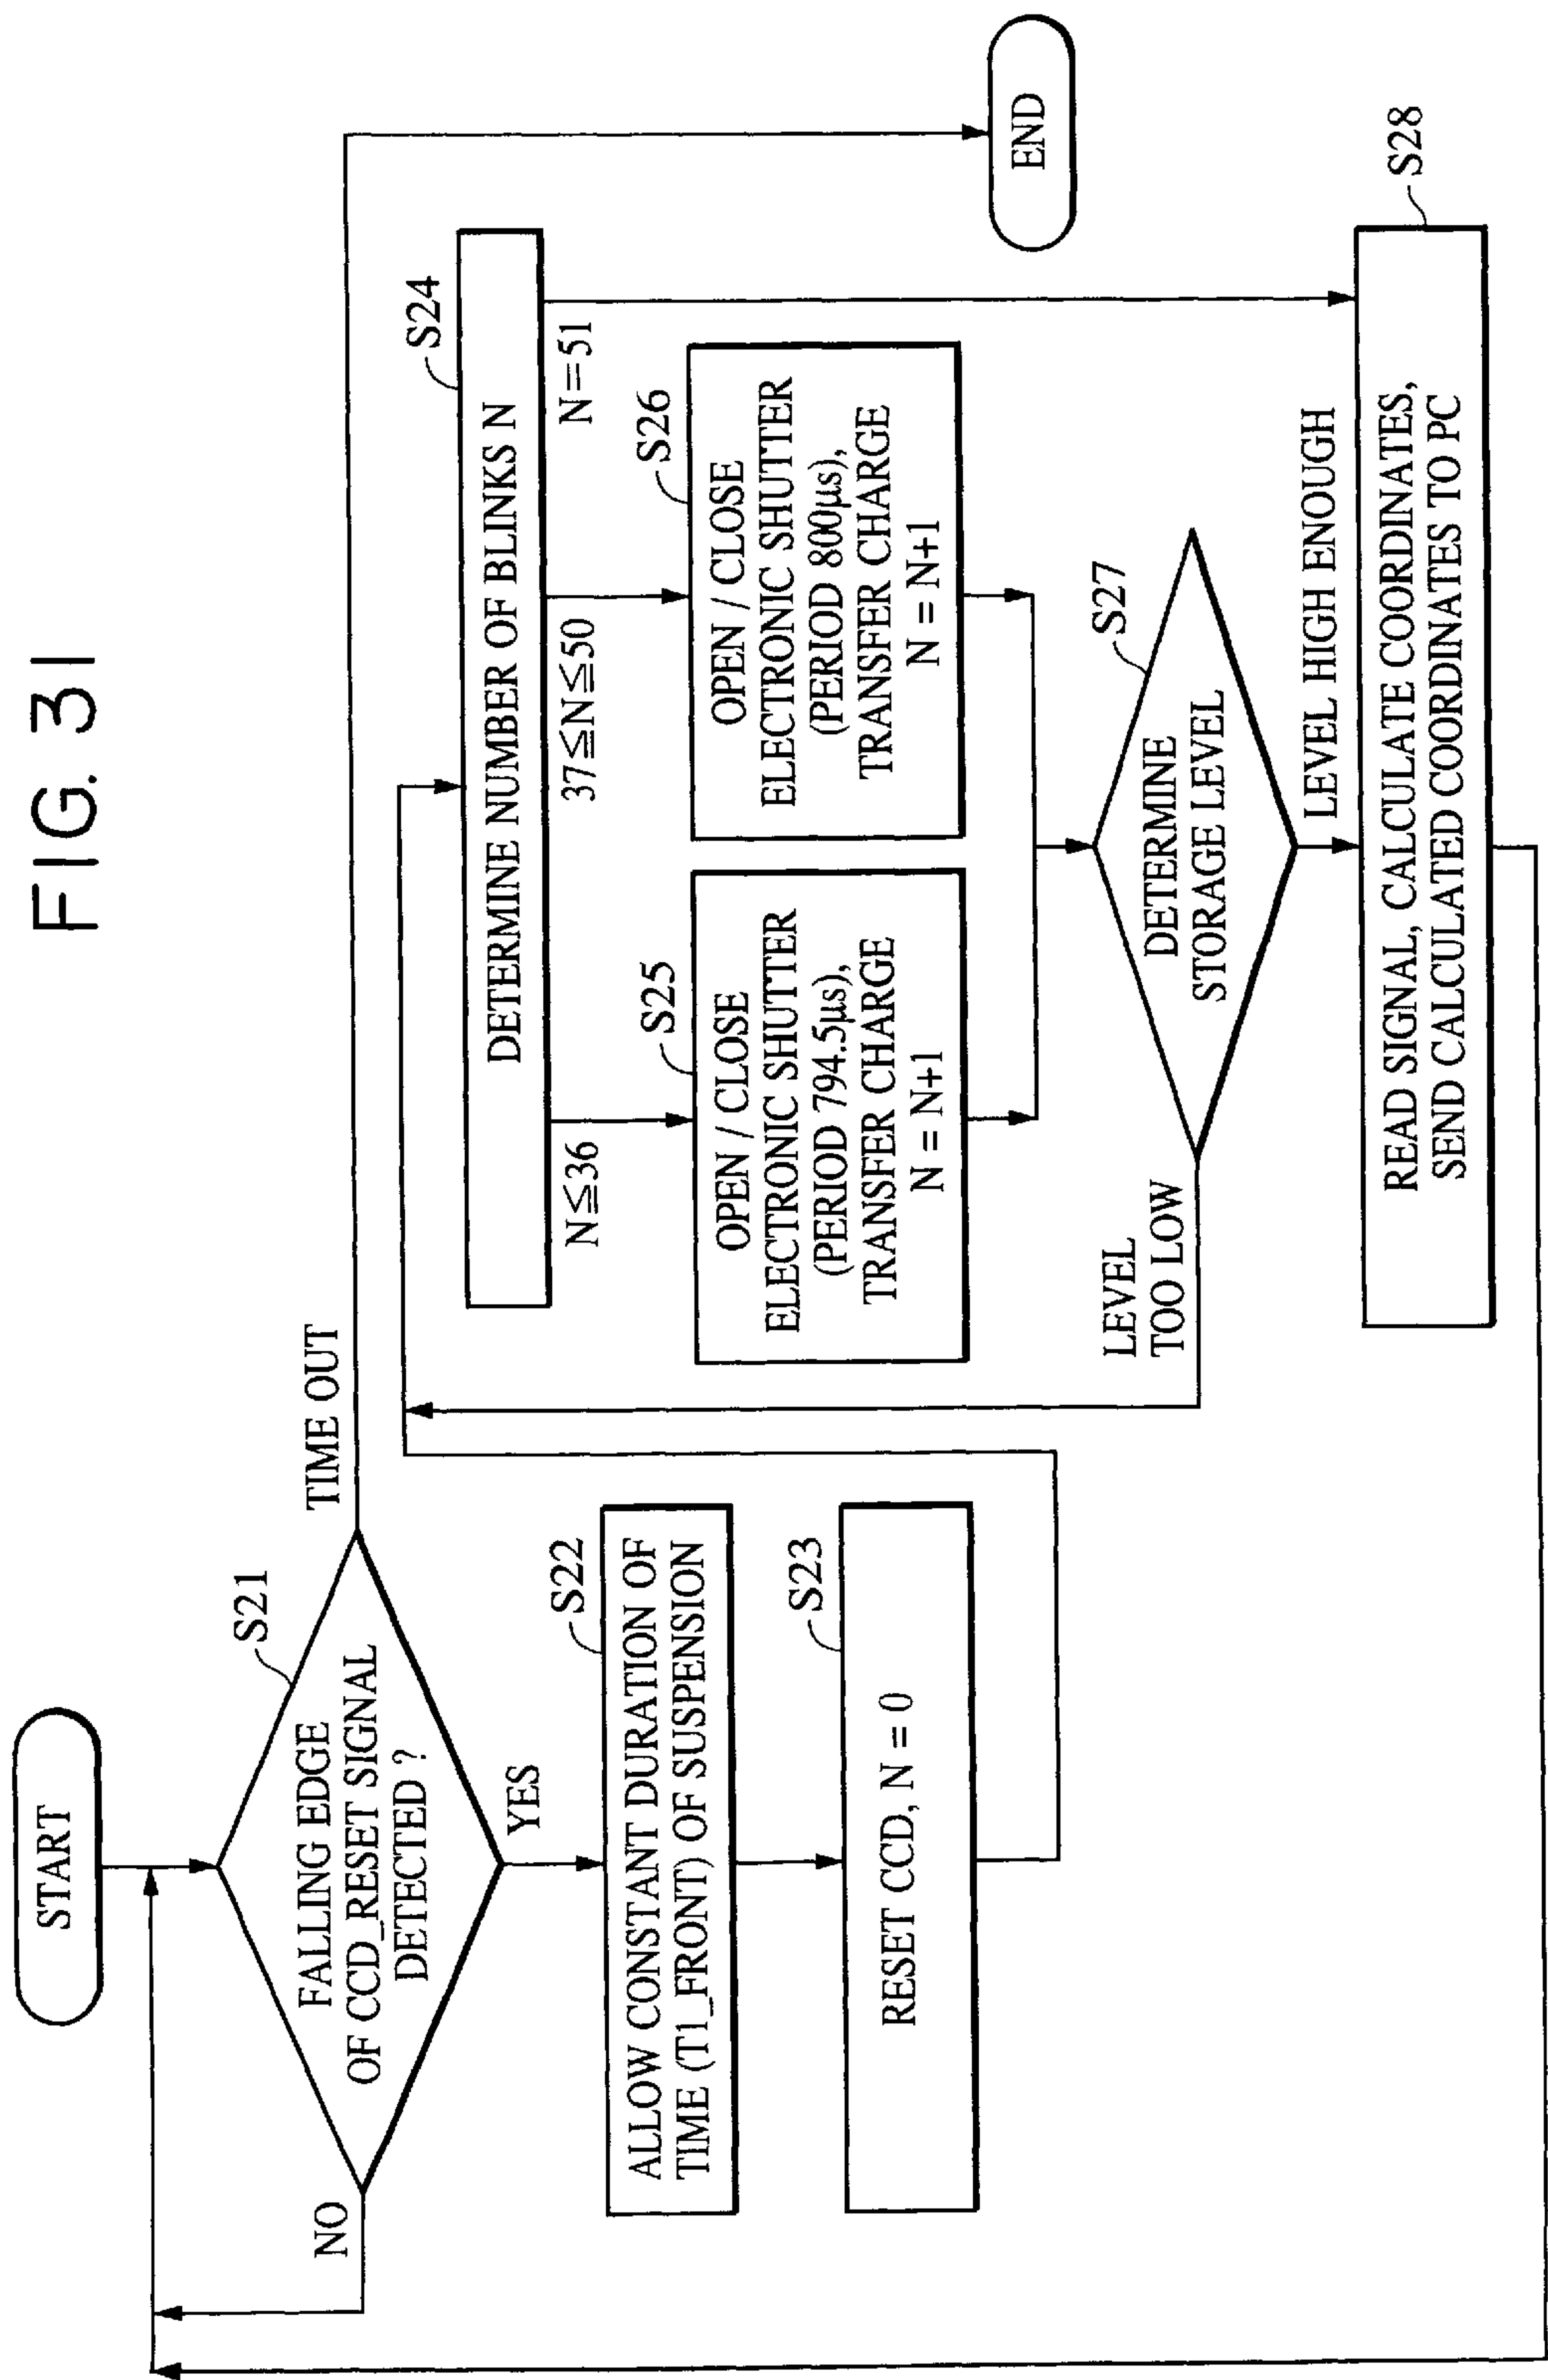 FIG. 31
START
S21
FALLING EDGE
OF CCD_RESET SIGNAL
DETECTED ?
NO
TIME OUT
YES
S22
ALLOW CONSTANT DURATION OF
TIME (T1_FRONT) OF SUSPENSION
S23
RESET CCD, N = 0
S24
DETERMINE NUMBER OF BLINKS N
N≦36
37≦N≦50
N=51
S25
OPEN / CLOSE
ELECTRONIC SHUTTER
(PERIOD 794.5μs),
TRANSFER CHARGE
N = N+1
S26
OPEN / CLOSE
ELECTRONIC SHUTTER
(PERIOD 800μs),
TRANSFER CHARGE
N = N+1
S27
DETERMINE
STORAGE LEVEL
LEVEL
TOO LOW
LEVEL HIGH ENOUGH
S28
READ SIGNAL, CALCULATE COORDINATES,
SEND CALCULATED COORDINATES TO PC
END